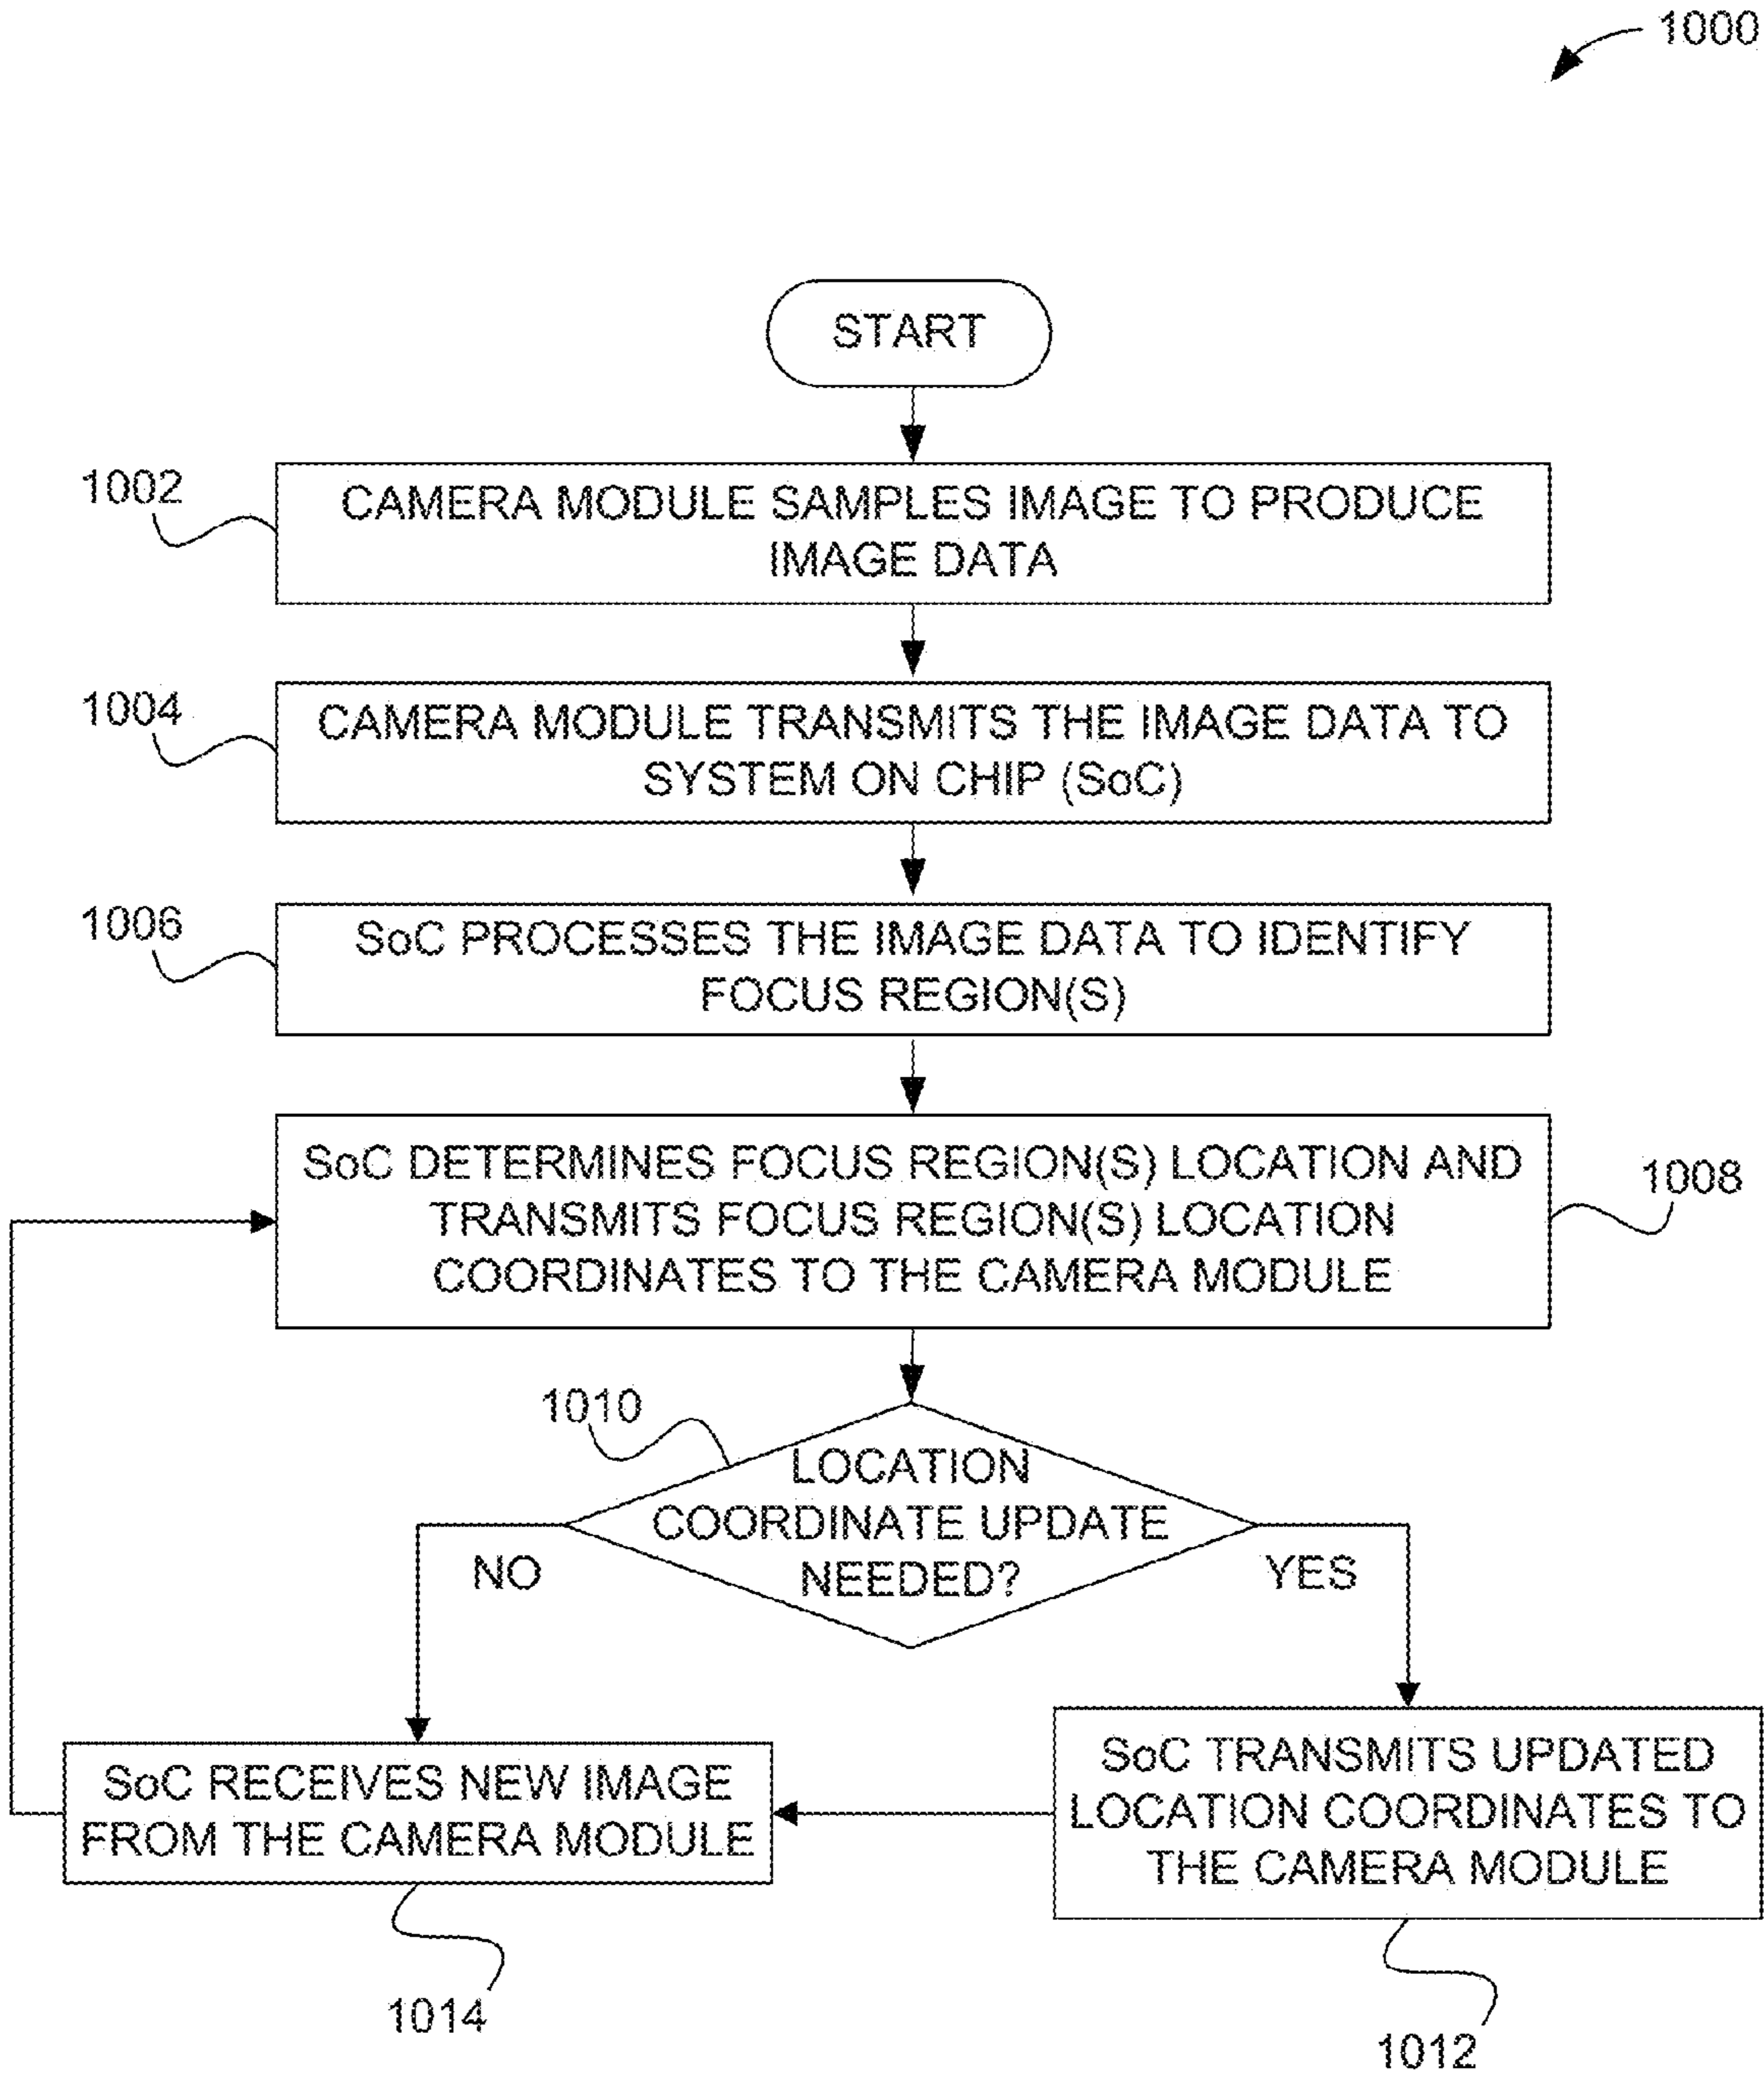 1000
START
1002
CAMERA MODULE SAMPLES IMAGE TO PRODUCE
IMAGE DATA
1004
CAMERA MODULE TRANSMITS THE IMAGE DATA TO
SYSTEM ON CHIP (SoC)
1006
SoC PROCESSES THE IMAGE DATA TO IDENTIFY
FOCUS REGION(S)
SoC DETERMINES FOCUS REGION(S) LOCATION AND
TRANSMITS FOCUS REGION(S) LOCATION
COORDINATES TO THE CAMERA MODULE
1008
1010
LOCATION
COORDINATE UPDATE
NEEDED?
NO
YES
SoC RECEIVES NEW IMAGE
FROM THE CAMERA MODULE
SoC TRANSMITS UPDATED
LOCATION COORDINATES TO
THE CAMERA MODULE
1014
1012